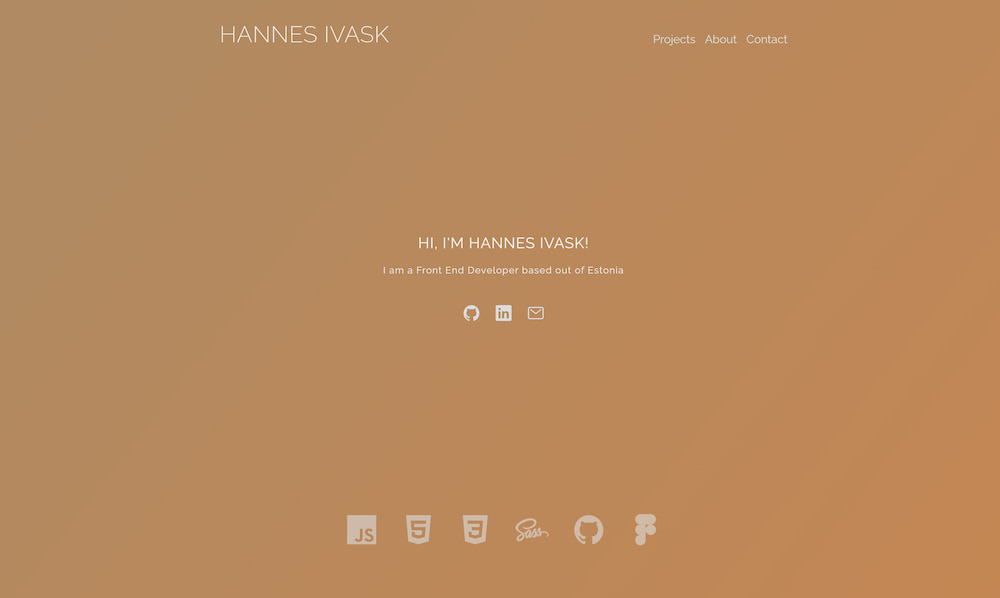 HANNES IVASK
Projects About Contact
HI, I'M HANNES IVASK!
I am a Front End Developer based out of Estonia
in
JS 5 3 Sass